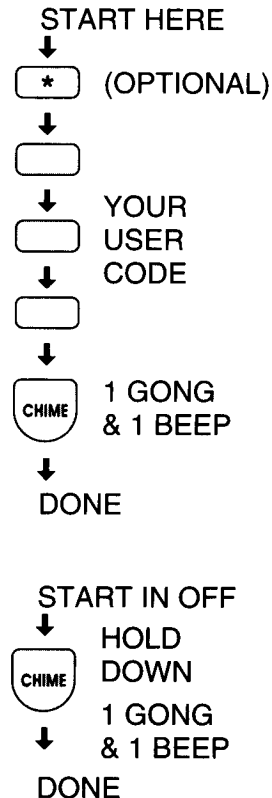 START HERE
* (OPTIONAL)
YOUR
USER
CODE
CHIME
1 GONG
& 1 BEEP
DONE
START IN OFF
HOLD
DOWN
CHIME
1 GONG
& 1 BEEP
DONE